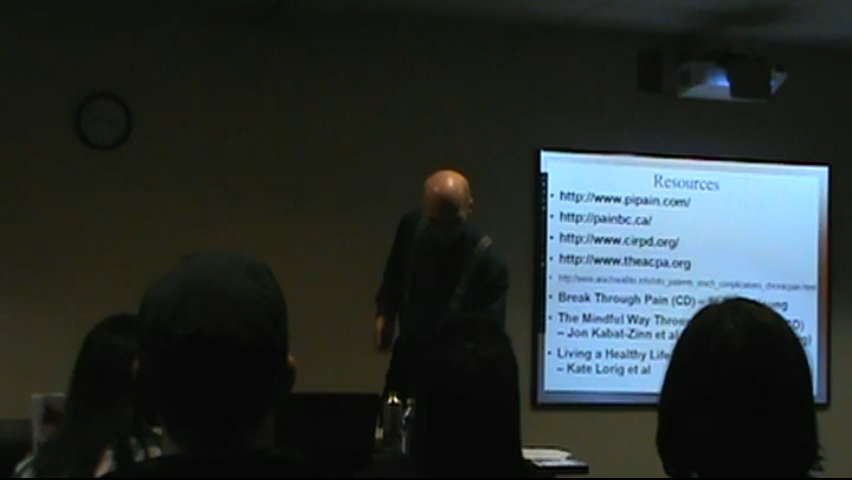 Resources
• http://www.pipain.com/
• http://painbc.ca/
• http://www.cirpd.org/
• http://www.theacpa.org
• Break Through Pain (CD) –
• The Mindful Way Through
– Jon Kabat-Zinn et al
• Living a Healthy Life
– Kate Lorig et al